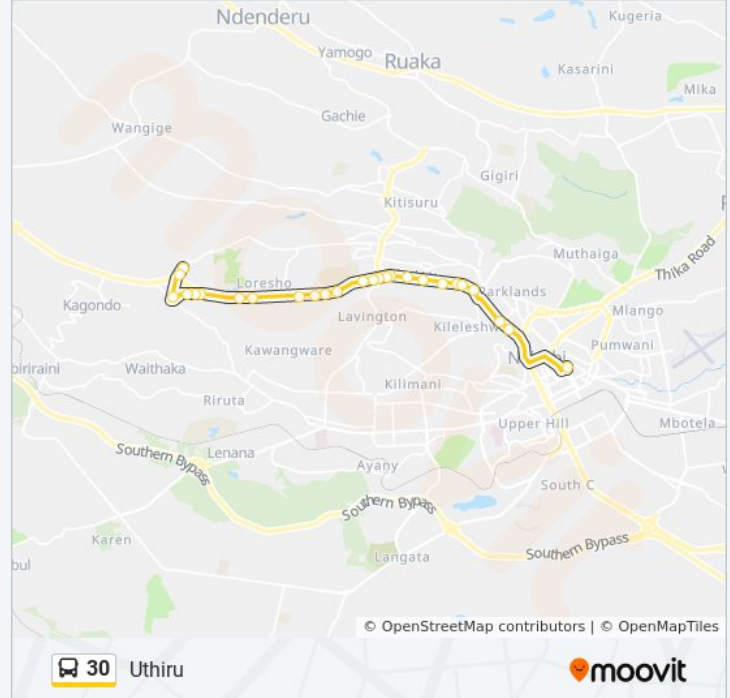 Ndenderu
Kugeria
Yamogo
Ruaka
Kasarini
Mika
Gachie
Wangige
Gigiri
Kitisuru
Muthaiga
Thika Road
Loresho
Parklands
Kagondo
Lavington
Mlango
Kileleshw
Pumwani
Kawangware
Waithaka
Kilimani
Riruta
Upper Hill
Mbotela
Southern Bypass
Lenana
Ayany
South C
Southern Bypass
Karen
Southern Bypass
Langata
© OpenStreetMap contributors | © OpenMapTiles
30 Uthiru
moovit